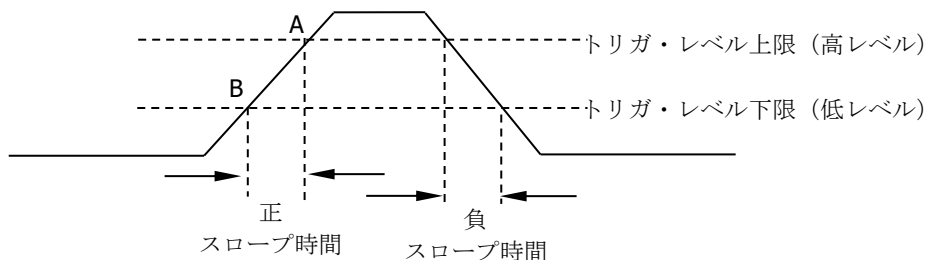 A
トリガ・レベル上限（高レベル）
B
トリガ・レベル下限（低レベル）
正
スロープ時間
負
スロープ時間